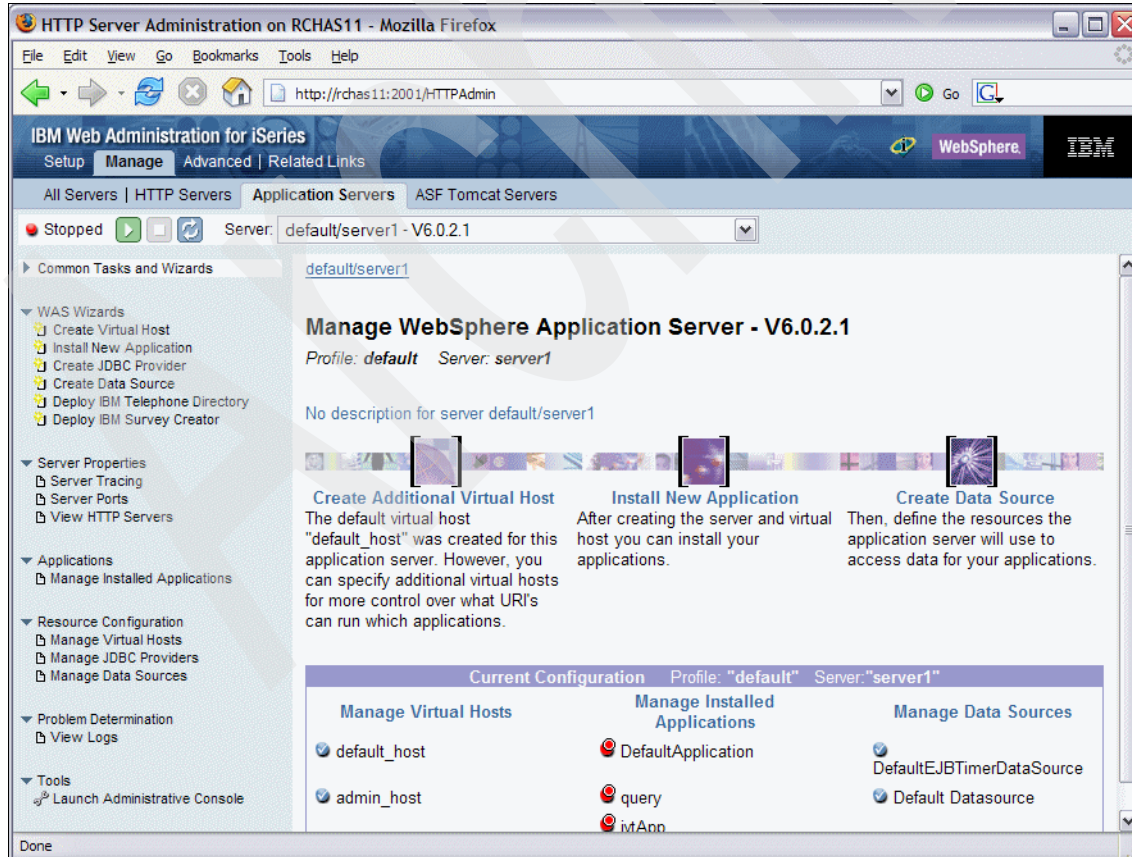 HTTP Server Administration on RCHAS11 - Mozilla Firefox
File Edit View Go Bookmarks Tools Help
http://rchas11:2001/HTTPAdmin Go G
IBM Web Administration for iSeries
Setup Manage Advanced | Related Links
WebSphere. IBM
All Servers | HTTP Servers Application Servers ASF Tomcat Servers
Stopped Server: default/server1 - V6.0.2.1
Common Tasks and Wizards
WAS Wizards
Create Virtual Host
Install New Application
Create JDBC Provider
Create Data Source
Deploy IBM Telephone Directory
Deploy IBM Survey Creator
Server Properties
Server Tracing
Server Ports
View HTTP Servers
Applications
Manage Installed Applications
Resource Configuration
Manage Virtual Hosts
Manage JDBC Providers
Manage Data Sources
Problem Determination
View Logs
Tools
Launch Administrative Console
default/server1
Manage WebSphere Application Server - V6.0.2.1
Profile: default Server: server1
No description for server default/server1
Create Additional Virtual Host
The default virtual host
"default_host" was created for this
application server. However, you
can specify additional virtual hosts
for more control over what URI's
can run which applications.
Install New Application
After creating the server and virtual
host you can install your
applications.
Create Data Source
Then, define the resources the
application server will use to
access data for your applications.
Current Configuration Profile: "default" Server:"server1"
Manage Virtual Hosts
default_host
admin_host
Manage Installed
Applications
DefaultApplication
query
ivtApp
Manage Data Sources
DefaultEJBTimerDataSource
Default Datasource
Done